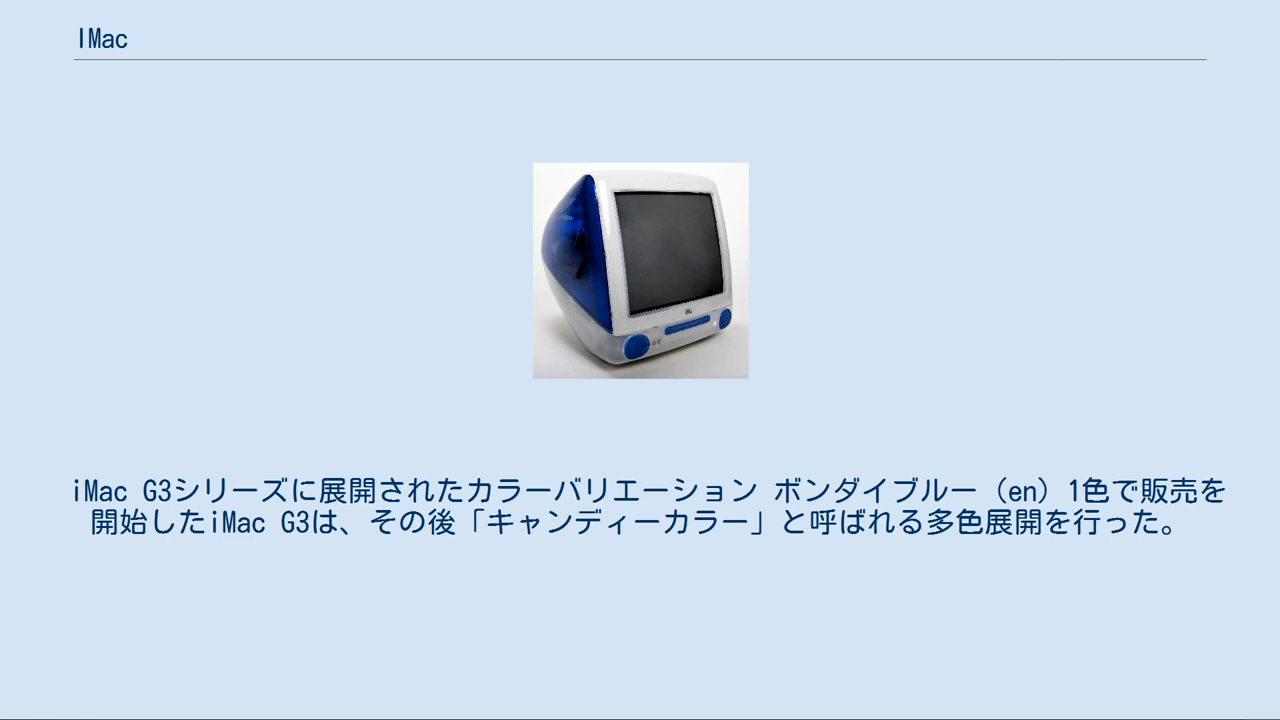 IMac
iMac G3シリーズに展開されたカラーバリエーション ボンダイブルー（en）1色で販売を
開始したiMac G3は、その後「キャンディーカラー」と呼ばれる多色展開を行った。